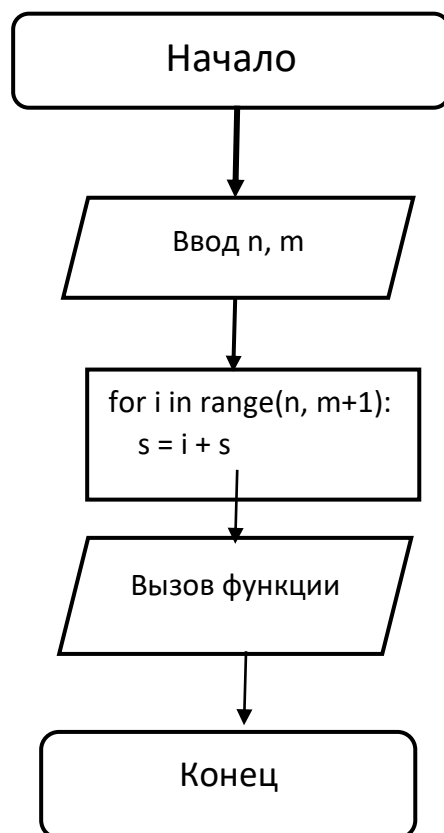 Начало
Ввод n, m
for i in range(n, m+1):
s = i + s
Вызов функции
Конец